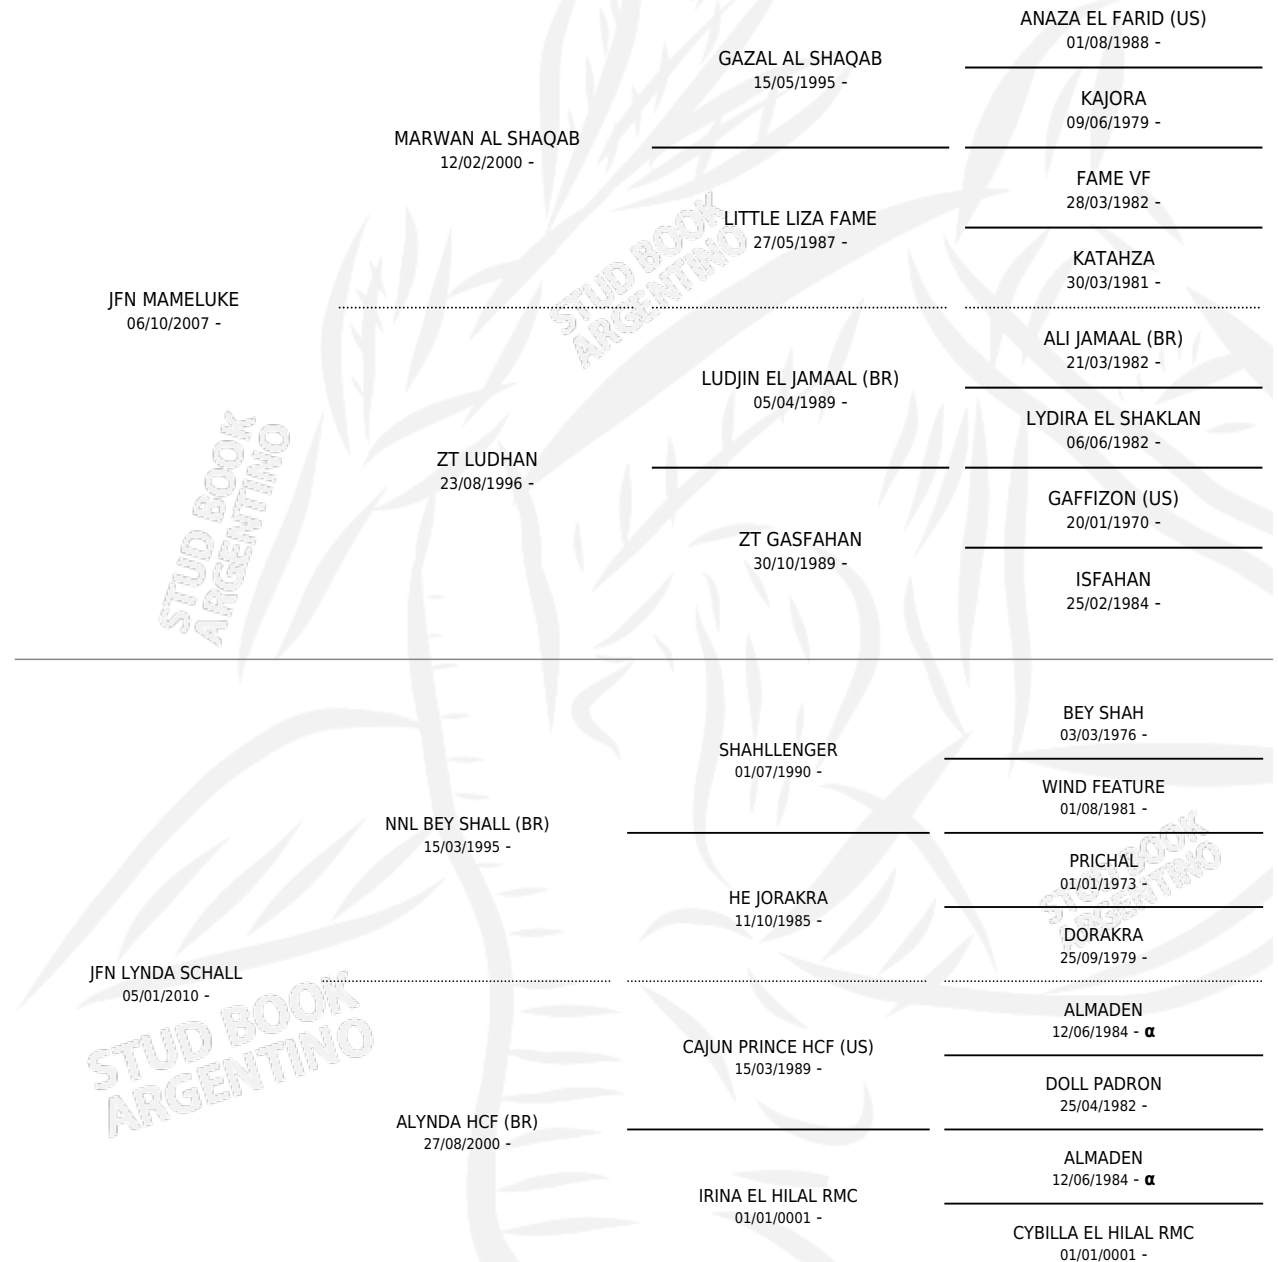 ANAZA EL FARID (US)
01/08/1988 -
GAZAL AL SHAQAB
15/05/1995 -
KAJORA
09/06/1979 -
MARWAN AL SHAQAB
12/02/2000 -
FAME VF
28/03/1982 -
LITTLE LIZA FAME
27/05/1987 -
KATAHZA
30/03/1981 -
JFN MAMELUKE
06/10/2007 -
ALI JAMAAL (BR)
21/03/1982 -
LUDJIN EL JAMAAL (BR)
05/04/1989 -
LYDIRA EL SHAKLAN
06/06/1982 -
ZT LUDHAN
23/08/1996 -
GAFFIZON (US)
20/01/1970 -
ZT GASFAHAN
30/10/1989 -
ISFAHAN
25/02/1984 -
BEY SHAH
03/03/1976 -
SHAHLLENGER
01/07/1990 -
WIND FEATURE
01/08/1981 -
NNL BEY SHALL (BR)
15/03/1995 -
PRICHAL
01/01/1973 -
HE JORAKRA
11/10/1985 -
DORAKRA
25/09/1979 -
JFN LYNDA SCHALL
05/01/2010 -
ALMADEN
12/06/1984 - α
CAJUN PRINCE HCF (US)
15/03/1989 -
DOLL PADRON
25/04/1982 -
ALYNDA HCF (BR)
27/08/2000 -
ALMADEN
12/06/1984 - α
IRINA EL HILAL RMC
01/01/0001 -
CYBILLA EL HILAL RMC
01/01/0001 -
STUD BOOK
ARGENTINO
STUD BOOK
ARGENTINO
STUD BOOK
ARGENTINO
STUD BOOK
ARGENTINO